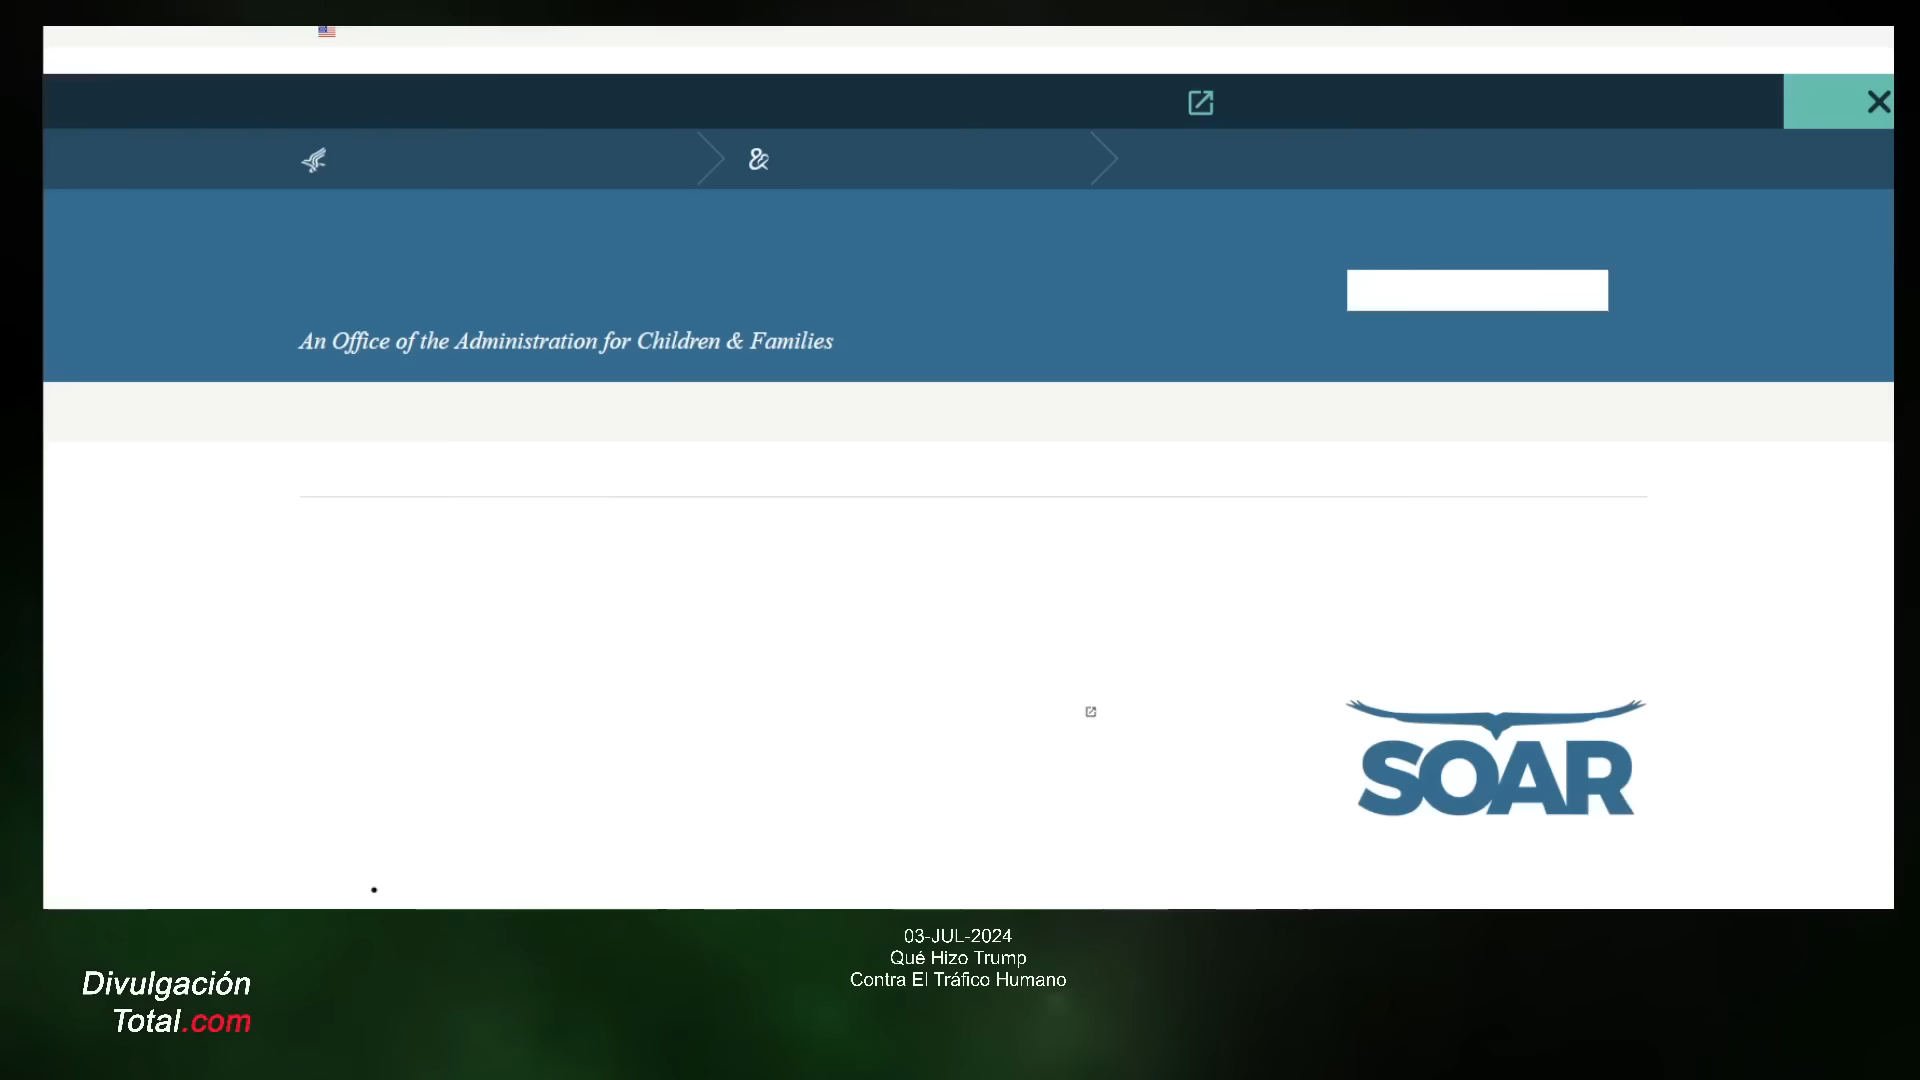 An Office of the Administration for Children & Families
SOAR
03-JUL-2024
Qué Hizo Trump
Contra El Tráfico Humano
Divulgación
Total.com